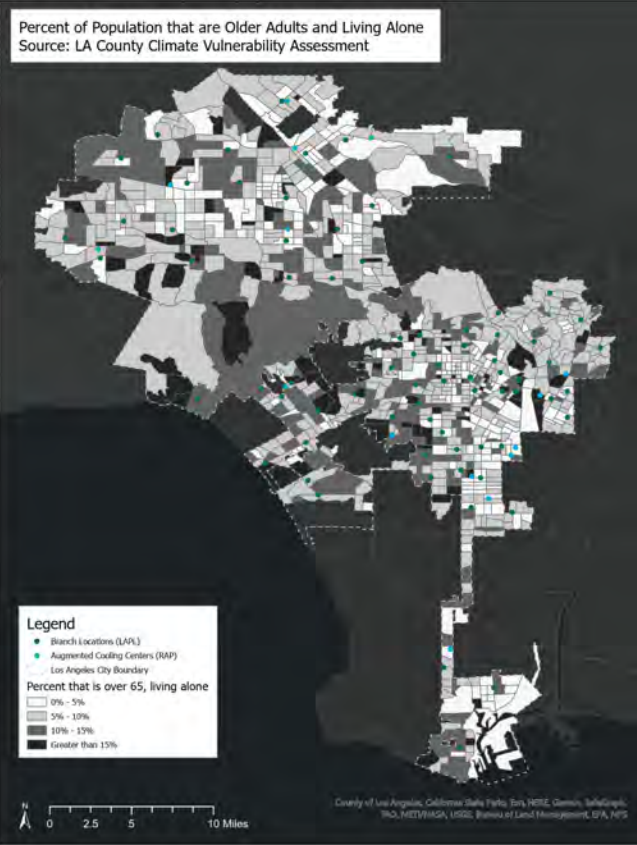 Percent of Population that are Older Adults and Living Alone
Source: LA County Climate Vulnerability Assessment
Legend
Branch Locations (LAPL)
Augmented Cooling Centers (RAP)
Los Angeles City Boundary
Percent that is over 65, living alone
0% - 5%
5% - 10%
10% - 15%
Greater than 15%
N
0 2.5 5 10 Miles
County of Los Angeles, California State Parks, Esri, HERE, Garmin, SafeGraph,
FAO, METI/NASA, USGS, Bureau of Land Management, EPA, NPS